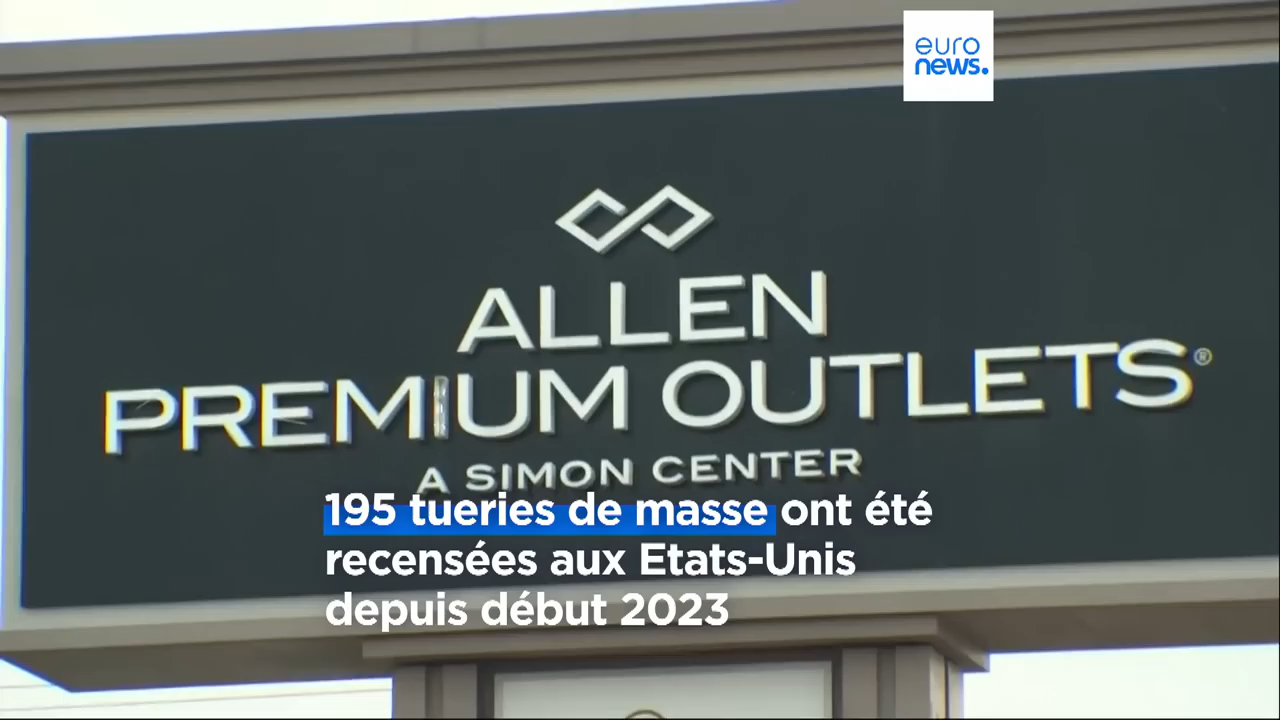 euro
news.
ALLEN
PREMIUM OUTLETS®
A SIMON CENTER
195 tueries de masse ont été
recensées aux Etats-Unis
depuis début 2023